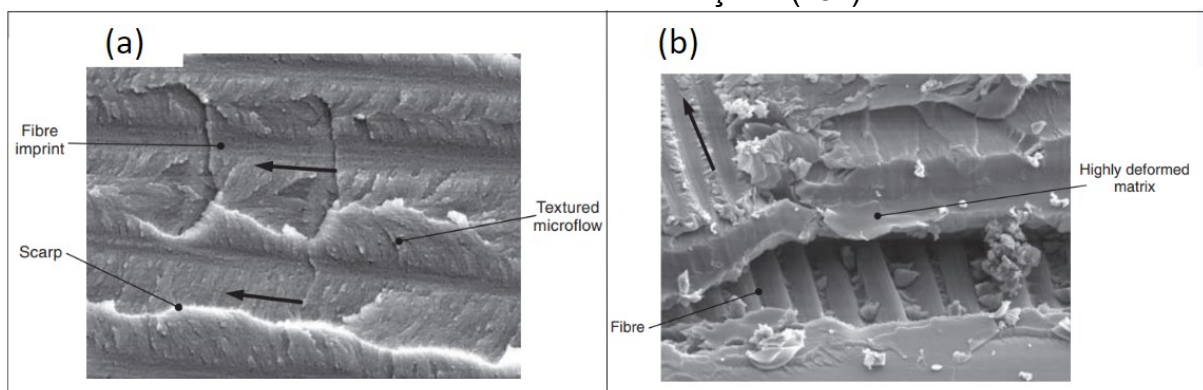 (a)
Fibre
imprint
Textured
microflow
Scarp
(b)
Highly deformed
matrix
Fibre